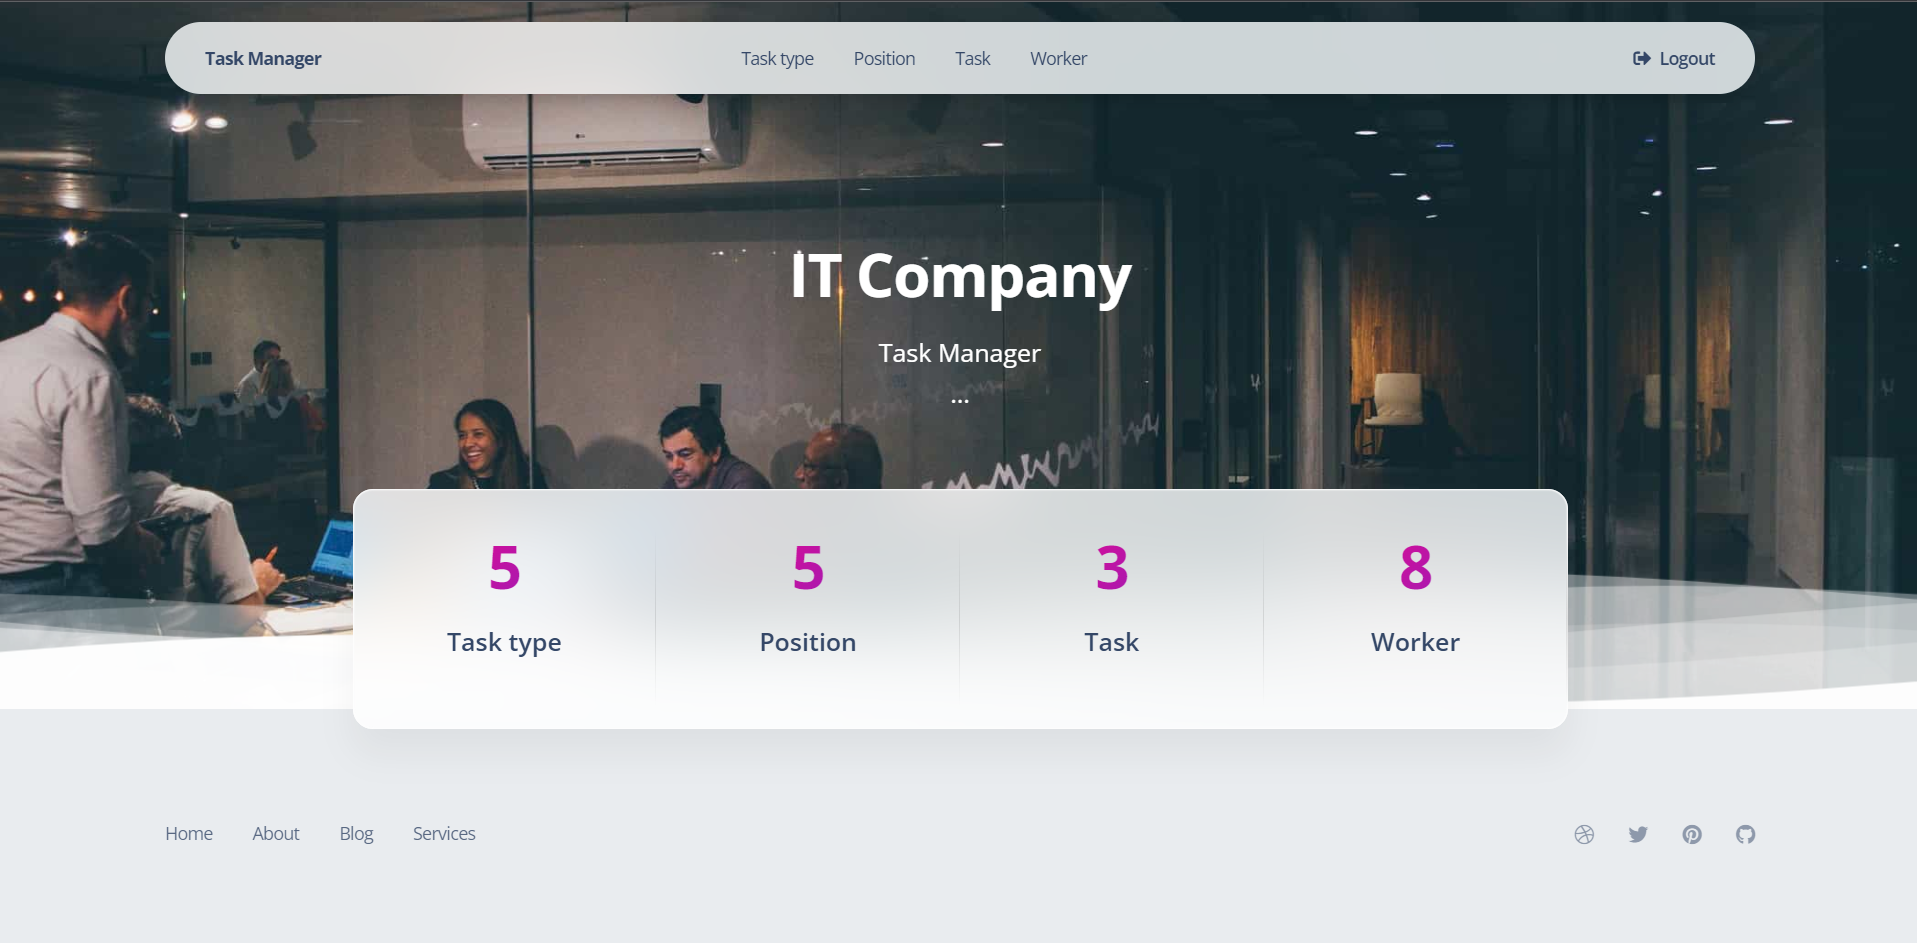 Task Manager
Task type
Position
Task
Worker
Logout
IT Company
Task Manager
...
5
5
3
8
Task type
Position
Task
Worker
Home
About
Blog
Services